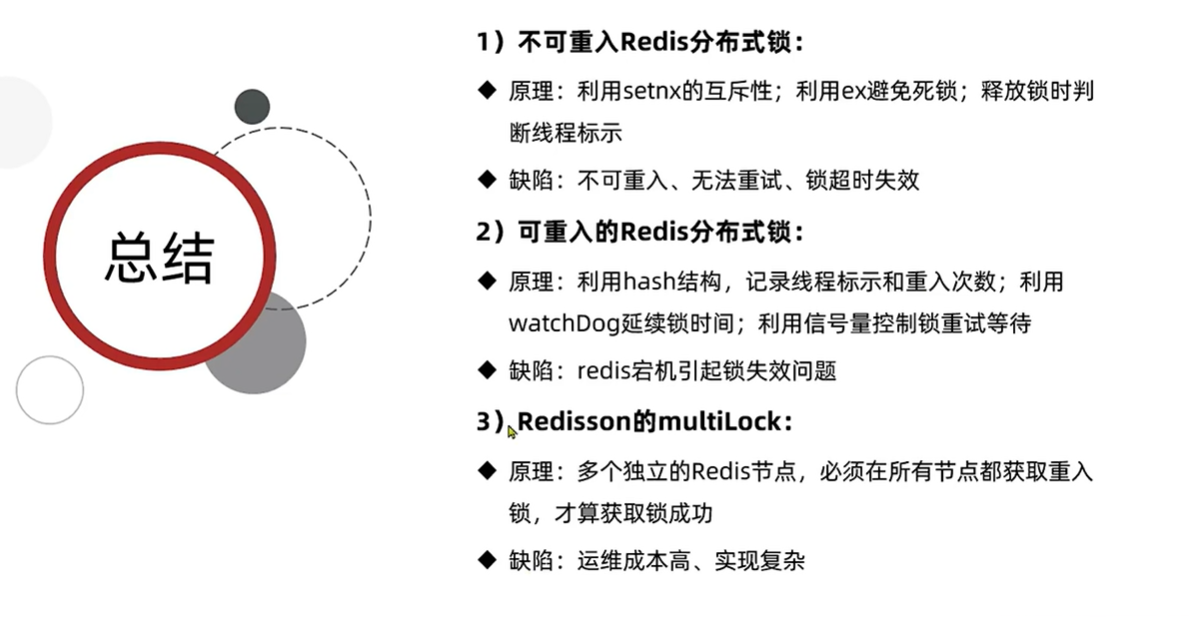 总结
1）不可重入Redis分布式锁：
◆ 原理：利用setnx的互斥性；利用ex避免死锁；释放锁时判
断线程标示
◆ 缺陷：不可重入、无法重试、锁超时失效
2）可重入的Redis分布式锁：
◆ 原理：利用hash结构，记录线程标示和重入次数；利用
watchDog延续锁时间；利用信号量控制锁重试等待
◆ 缺陷：redis宕机引起锁失效问题
3）Redisson的multiLock：
◆ 原理：多个独立的Redis节点，必须在所有节点都获取重入
锁，才算获取锁成功
◆ 缺陷：运维成本高、实现复杂